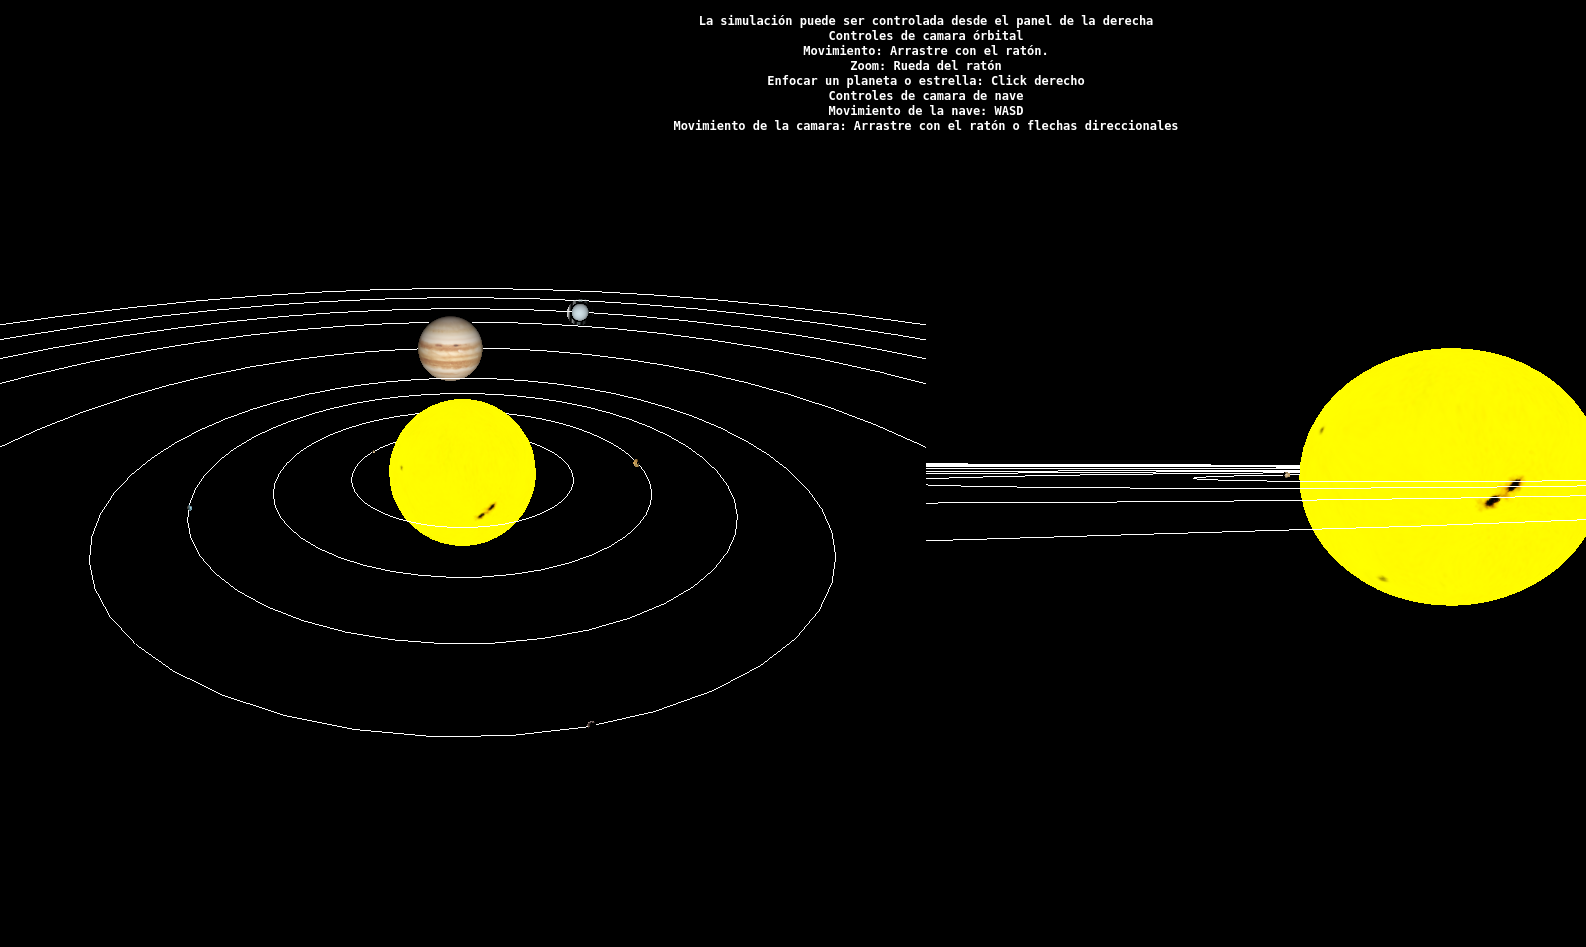 La simulación puede ser controlada desde el panel de la derecha
Controles de camara órbital
Movimiento: Arrastre con el ratón.
Zoom: Rueda del ratón
Enfocar un planeta o estrella: Click derecho
Controles de camara de nave
Movimiento de la nave: WASD
Movimiento de la camara: Arrastre con el ratón o flechas direccionales